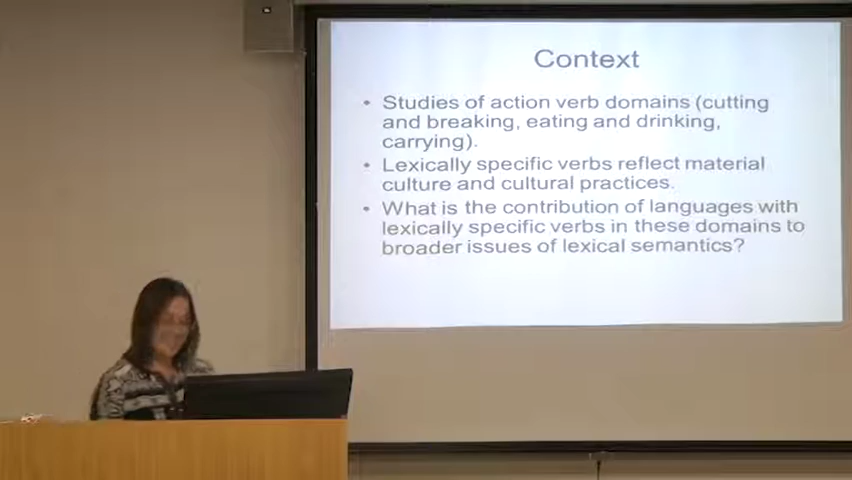 Context
• Studies of action verb domains (cutting
and breaking, eating and drinking,
carrying).
• Lexically specific verbs reflect material
culture and cultural practices.
• What is the contribution of languages with
lexically specific verbs in these domains to
broader issues of lexical semantics?